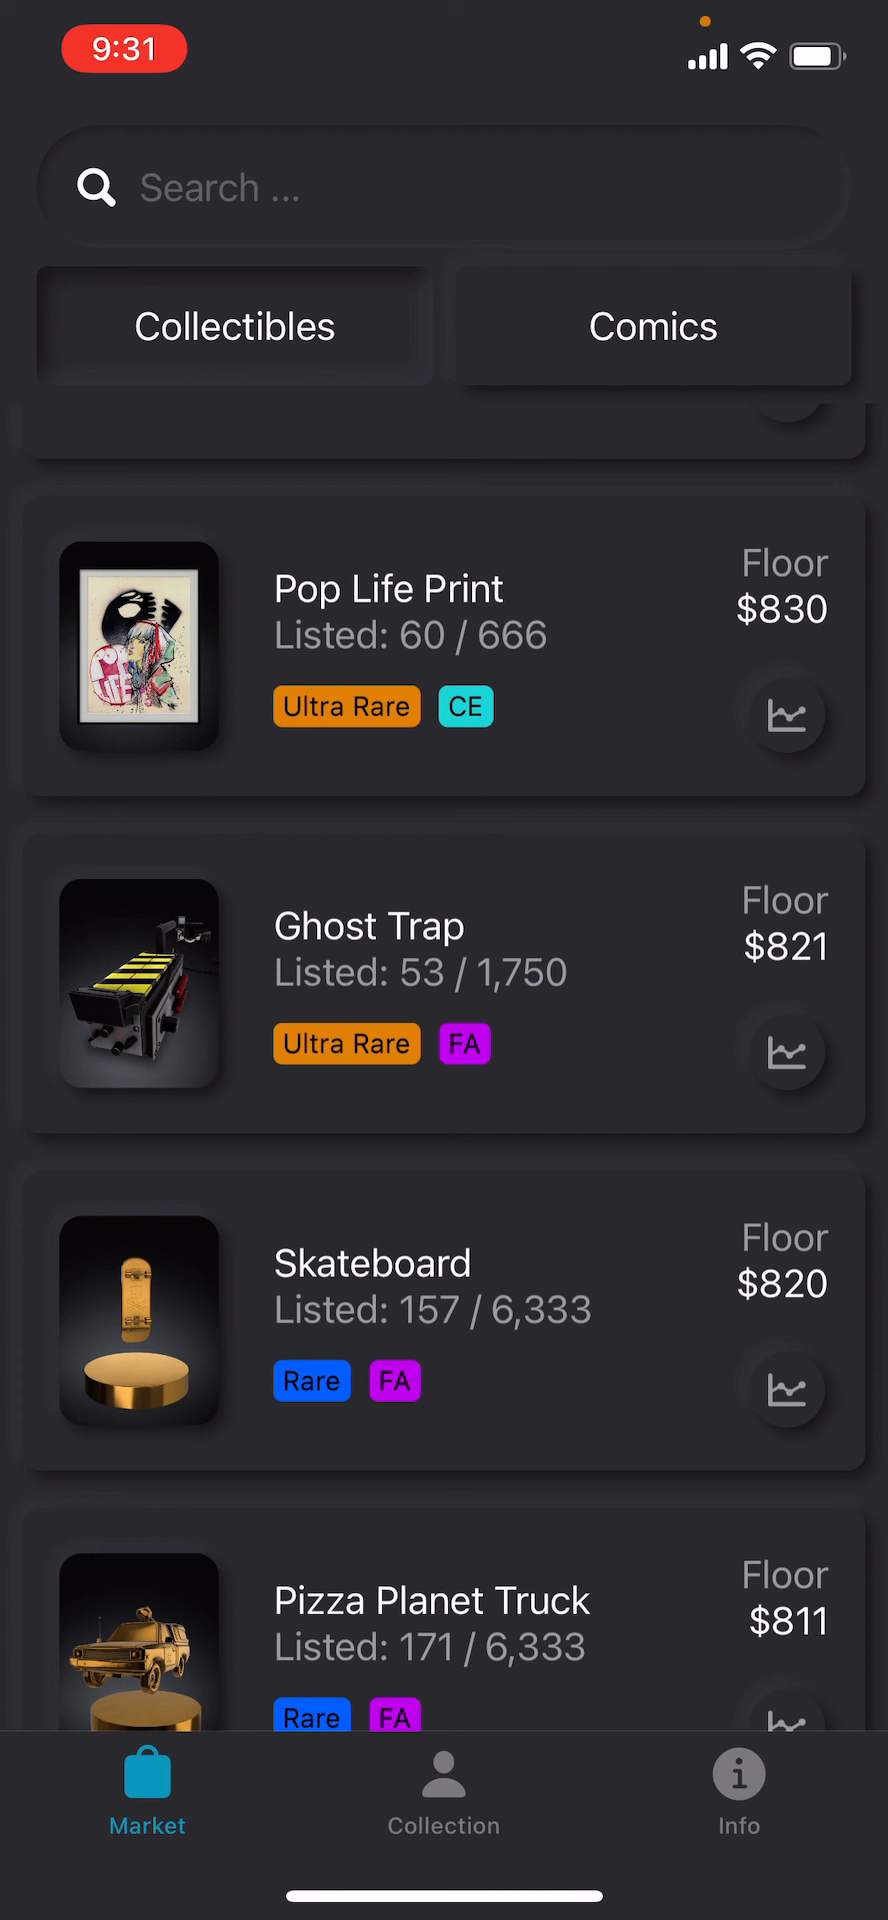 9:31
Search ...
Collectibles
Comics
Pop Life Print
Listed: 60 / 666
Ultra Rare
CE
Floor
$830
POP
LIFE
Ghost Trap
Listed: 53 / 1,750
Ultra Rare
FA
Floor
$821
Skateboard
Listed: 157 / 6,333
Rare
FA
Floor
$820
Pizza Planet Truck
Listed: 171 / 6,333
Rare
FA
Floor
$811
Market
Collection
Info